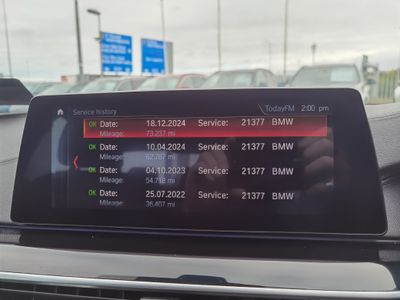 Service history
TodayFM 2:00 pm
OK Date: 18.12.2024 Service: 21377 BMW
Mileage: 73.237 mi
OK Date: 10.04.2024 Service: 21377 BMW
Mileage: 62.787 mi
OK Date: 04.10.2023 Service: 21377 BMW
Mileage: 54.718 mi
OK Date: 25.07.2022 Service: 21377 BMW
Mileage: 36.467 mi